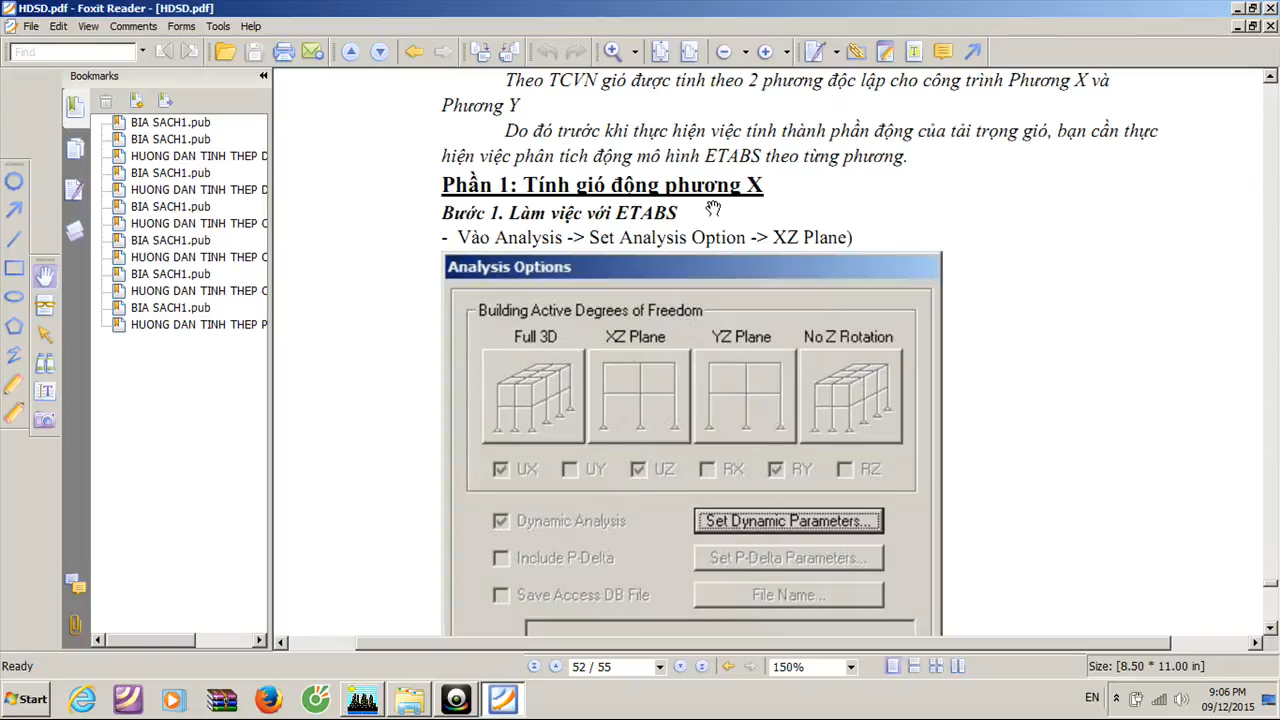 HDSD.pdf - Foxit Reader - [HDSD.pdf]
File Edit View Comments Forms Tools Help
Find
Bookmarks
BIA SACH1.pub
BIA SACH1.pub
HUONG DAN TINH THEP D
BIA SACH1.pub
HUONG DAN TINH THEP D
BIA SACH1.pub
HUONG DAN TINH THEP C
BIA SACH1.pub
HUONG DAN TINH THEP C
BIA SACH1.pub
HUONG DAN TINH THEP C
BIA SACH1.pub
HUONG DAN TINH THEP P
Theo TCVN gió được tính theo 2 phương độc lập cho công trình Phương X và
Phương Y
Do đó trước khi thực hiện việc tính thành phần động của tải trọng gió, bạn cần thực
hiện việc phân tích động mô hình ETABS theo từng phương.
Phần 1: Tính gió động phương X
Bước 1. Làm việc với ETABS
- Vào Analysis -> Set Analysis Option -> XZ Plane)
Analysis Options
Building Active Degrees of Freedom
Full 3D XZ Plane YZ Plane No Z Rotation
UX UY UZ RX RY RZ
Dynamic Analysis Set Dynamic Parameters...
Include P-Delta Set P-Delta Parameters...
Save Access DB File File Name...
Ready 52 / 55 150% Size: [8.50 * 11.00 in]
Start EN 9:06 PM
09/12/2015